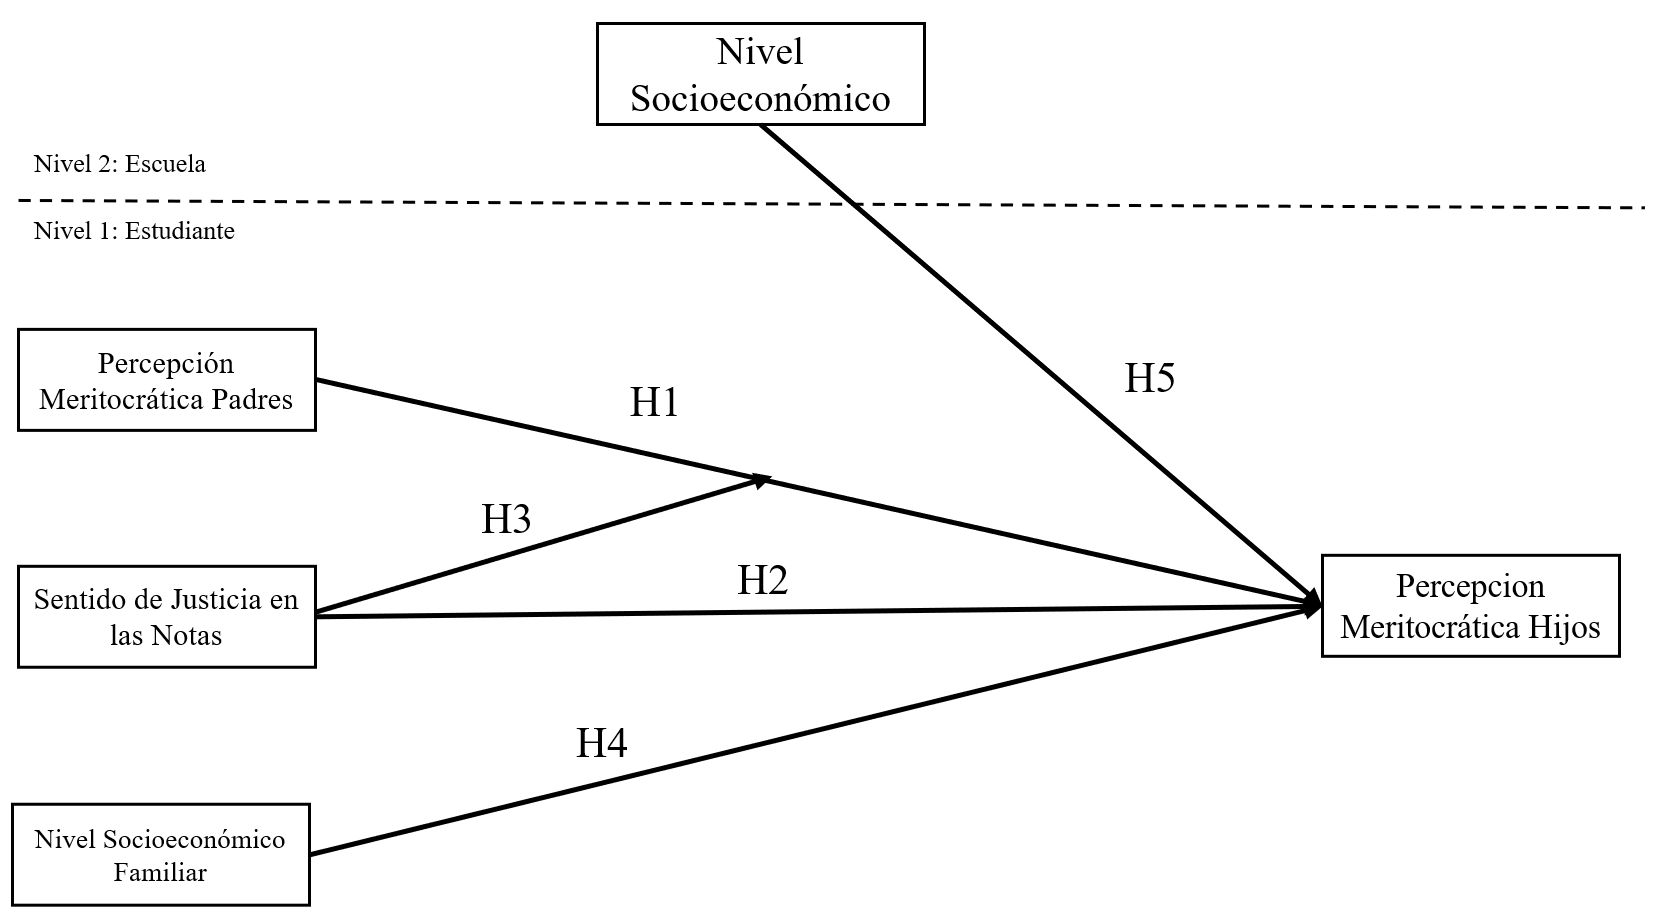 Nivel
Socioeconómico
Nivel 2: Escuela
Nivel 1: Estudiante
Percepción
Meritocrática Padres
H1
H5
H3
H2
Sentido de Justicia en
las Notas
Percepcion
Meritocrática Hijos
H4
Nivel Socioeconómico
Familiar